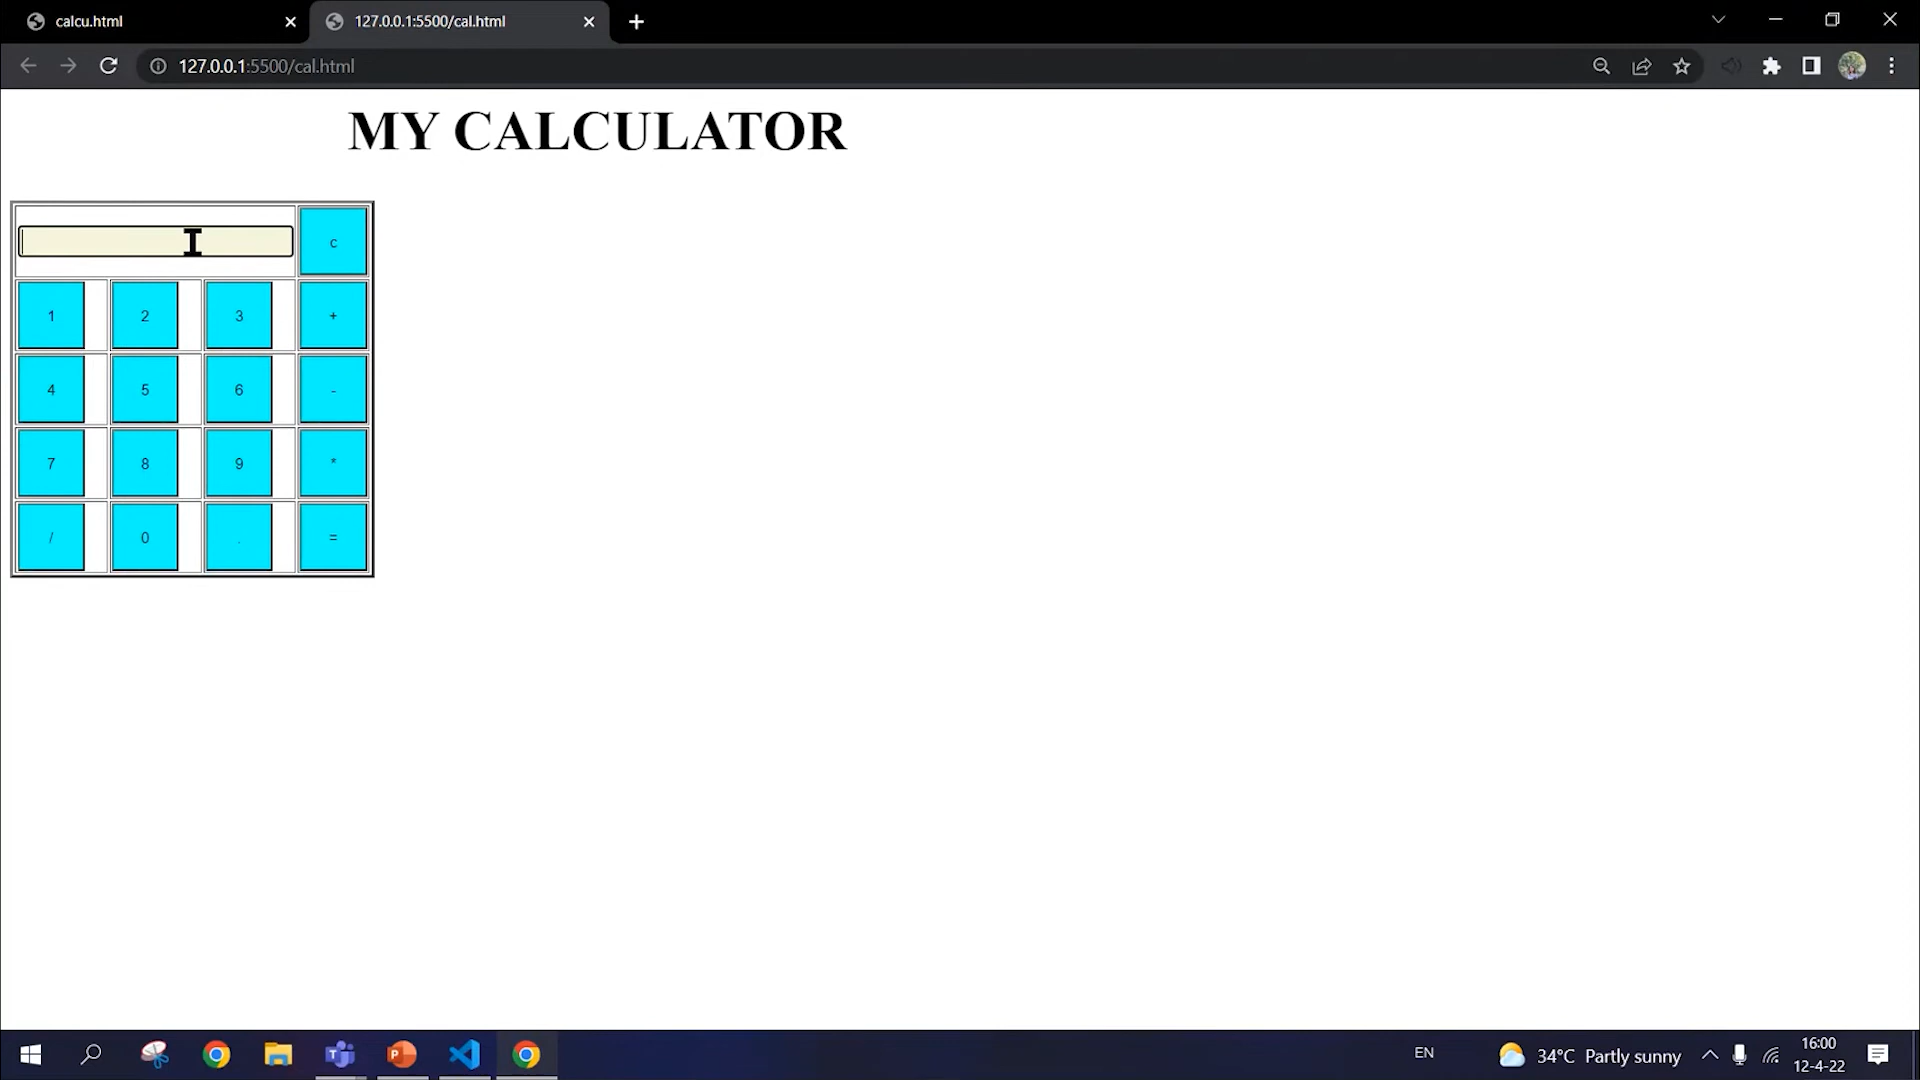 calcu.html
127.0.0.1:5500/cal.html
127.0.0.1:5500/cal.html
MY CALCULATOR
c
1 2 3 +
4 5 6 -
7 8 9 *
/ 0 . =
EN
34°C Partly sunny
16:00
12-4-22